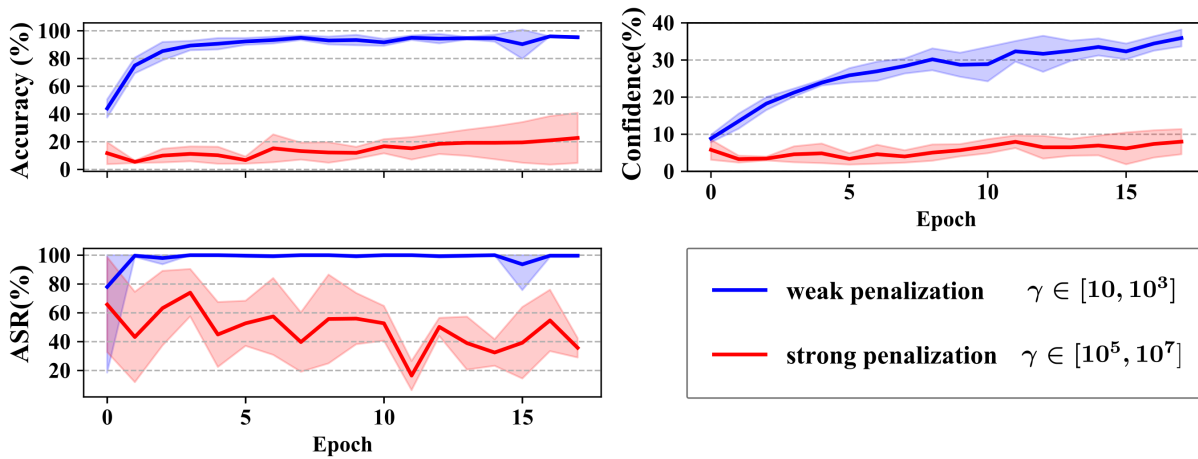 Accuracy (%)
100
80
60
40
20
0
Confidence(%)
40
30
20
10
0
0 5 10 15
Epoch
ASR(%)
100
80
60
40
20
0 5 10 15
Epoch
weak penalization γ ∈ [10, 10³]
strong penalization γ ∈ [10⁵, 10⁷]